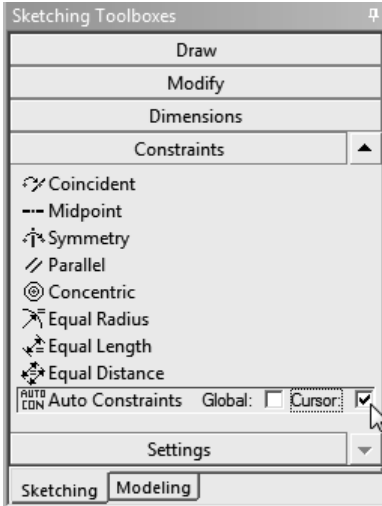 Sketching Toolboxes
Draw
Modify
Dimensions
Constraints
Coincident
Midpoint
Symmetry
Parallel
Concentric
Equal Radius
Equal Length
Equal Distance
AUTO CON Auto Constraints Global: Cursor:
Settings
Sketching Modeling